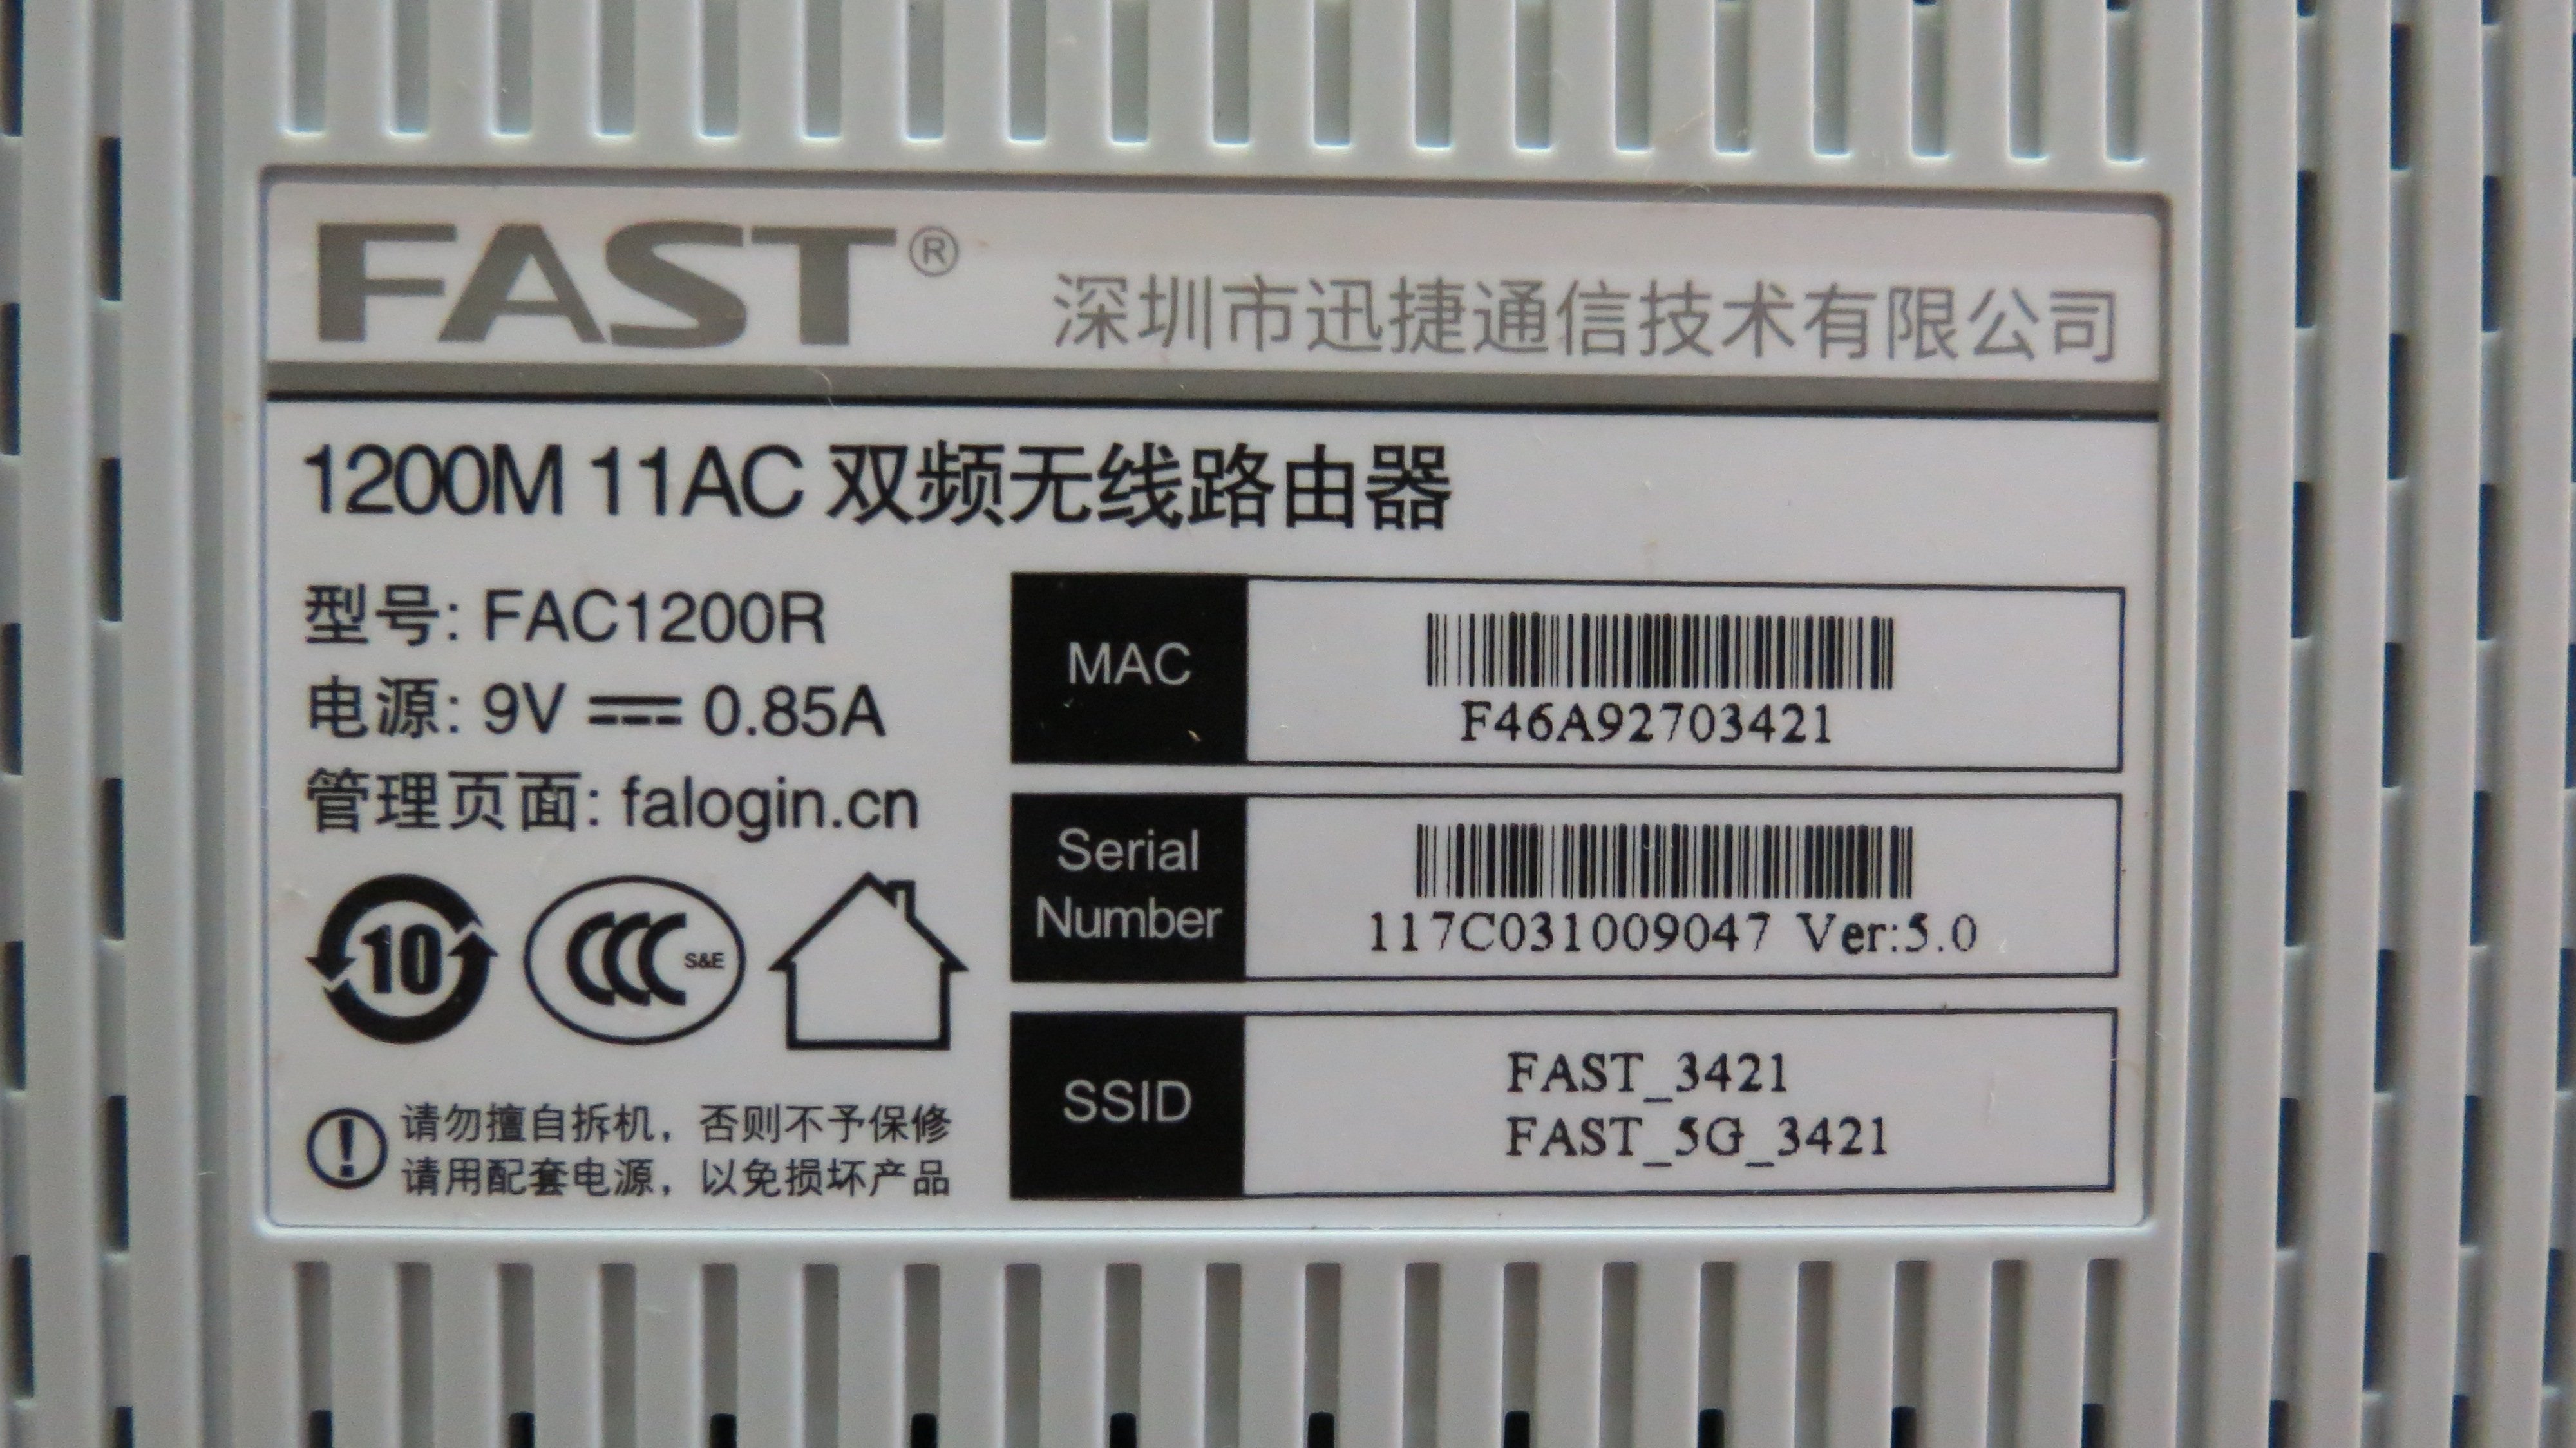 FAST®
深圳市迅捷通信技术有限公司
1200M 11AC 双频无线路由器
型号: FAC1200R
电源: 9V ⎓ 0.85A
管理页面: falogin.cn
10
CCC S&E
请勿擅自拆机，否则不予保修
请用配套电源，以免损坏产品
MAC
F46A92703421
Serial
Number
117C031009047 Ver:5.0
SSID
FAST_3421
FAST_5G_3421